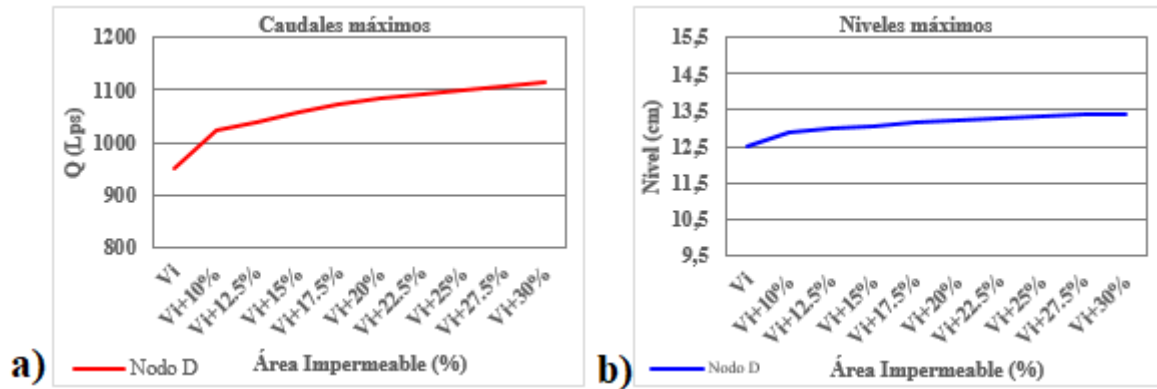 Caudales máximos
1200
1100
1000
900
800
Q (Lps)
Vi
Vi+10%
Vi+12.5%
Vi+15%
Vi+17.5%
Vi+20%
Vi+22.5%
Vi+25%
Vi+27.5%
Vi+30%
a)
Nodo D
Área Impermeable (%)
Niveles máximos
15,5
14,5
13,5
12,5
11,5
10,5
9,5
Nivel (cm)
Vi
Vi+10%
Vi+12.5%
Vi+15%
Vi+17.5%
Vi+20%
Vi+22.5%
Vi+25%
Vi+27.5%
Vi+30%
b)
Nodo D
Área Impermeable (%)